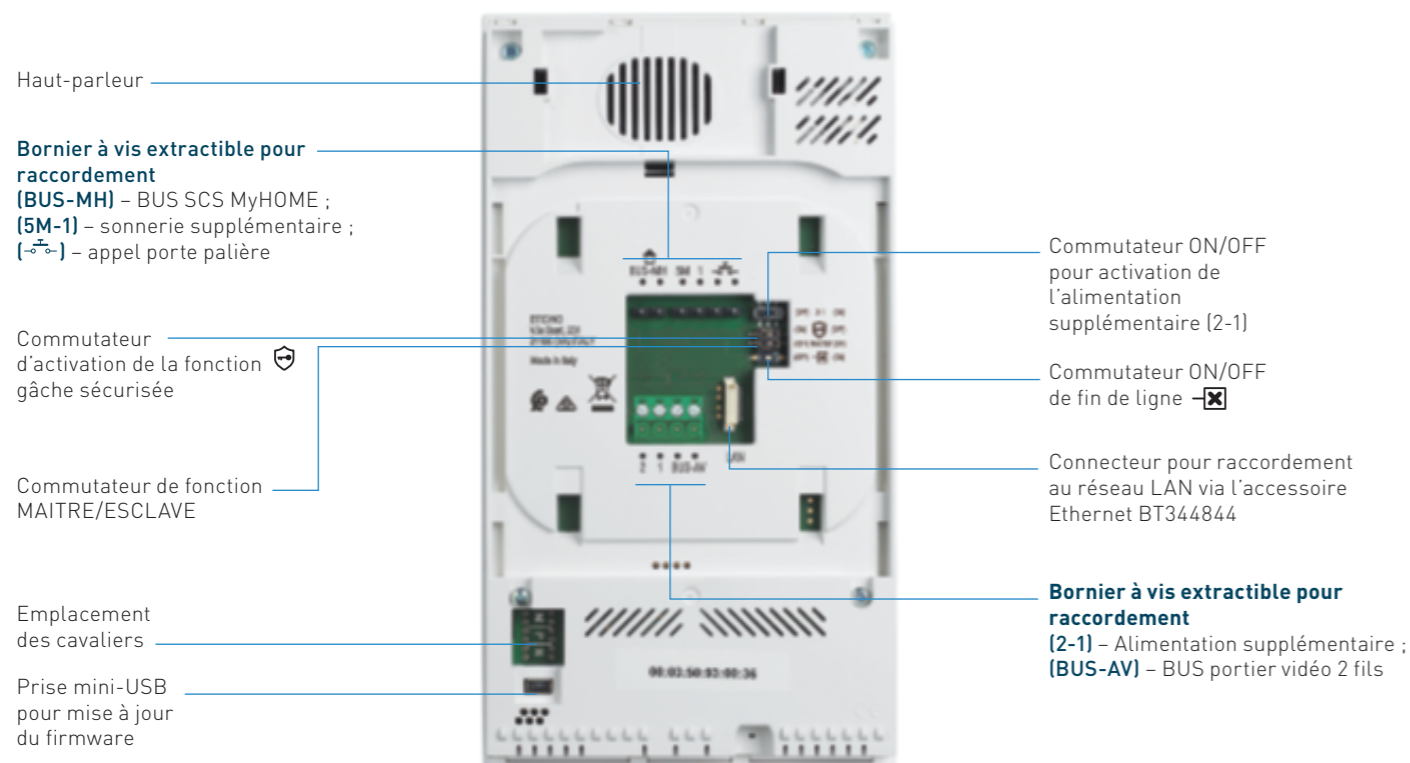 Haut-parleur
Bornier à vis extractible pour
raccordement
(BUS-MH) – BUS SCS MyHOME ;
(5M-1) – sonnerie supplémentaire ;
( ) – appel porte palière
Commutateur
d'activation de la fonction
gâche sécurisée
Commutateur de fonction
MAITRE/ESCLAVE
Emplacement
des cavaliers
Prise mini-USB
pour mise à jour
du firmware
BUS-MH 5M 1
BTICINO
Made in Italy
2 1 BUS-AV LAN
00:03:50:83:00:36
Commutateur ON/OFF
pour activation de
l'alimentation
supplémentaire (2-1)
Commutateur ON/OFF
de fin de ligne
Connecteur pour raccordement
au réseau LAN via l'accessoire
Ethernet BT344844
Bornier à vis extractible pour
raccordement
(2-1) – Alimentation supplémentaire ;
(BUS-AV) – BUS portier vidéo 2 fils